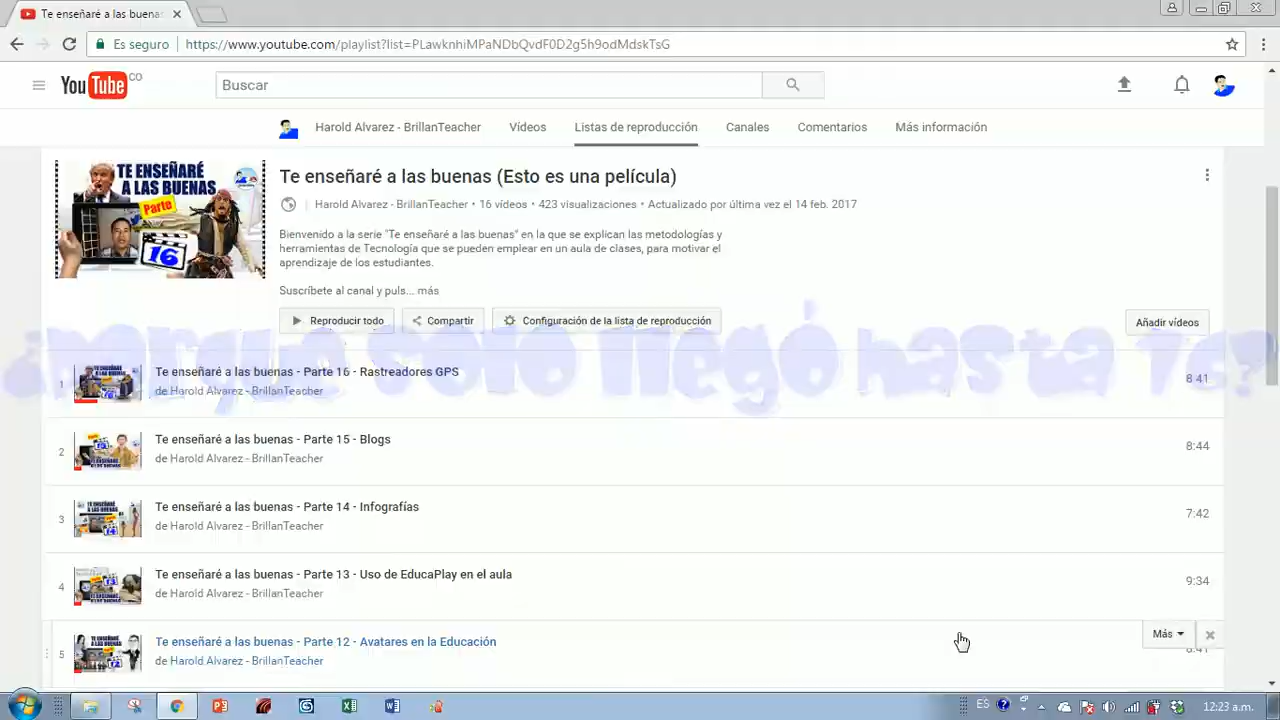 Te enseñaré a las buenas
Es seguro
https://www.youtube.com/playlist?list=PLawknhiMPaNDbQvdF0D2g5h9odMdskTsG
YouTube CO
Buscar
Harold Alvarez - BrillanTeacher
Vídeos
Listas de reproducción
Canales
Comentarios
Más información
TE ENSEÑARÉ
A LAS BUENAS
Parte
16
Te enseñaré a las buenas (Esto es una película)
Harold Alvarez - BrillanTeacher • 16 vídeos • 423 visualizaciones • Actualizado por última vez el 14 feb. 2017
Bienvenido a la serie "Te enseñaré a las buenas" en la que se explican las metodologías y
herramientas de Tecnología que se pueden emplear en un aula de clases, para motivar el
aprendizaje de los estudiantes.
Suscríbete al canal y puls... más
Reproducir todo
Compartir
Configuración de la lista de reproducción
Añadir vídeos
1
Te enseñaré a las buenas - Parte 16 - Rastreadores GPS
de Harold Alvarez - BrillanTeacher
8:41
2
Te enseñaré a las buenas - Parte 15 - Blogs
de Harold Alvarez - BrillanTeacher
8:44
3
Te enseñaré a las buenas - Parte 14 - Infografías
de Harold Alvarez - BrillanTeacher
7:42
4
Te enseñaré a las buenas - Parte 13 - Uso de EducaPlay en el aula
de Harold Alvarez - BrillanTeacher
9:34
5
Te enseñaré a las buenas - Parte 12 - Avatares en la Educación
de Harold Alvarez - BrillanTeacher
Más
8:41
ES
12:23 a.m.